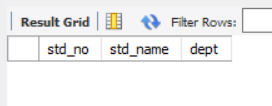 Result Grid Filter Rows:
std_no std_name dept